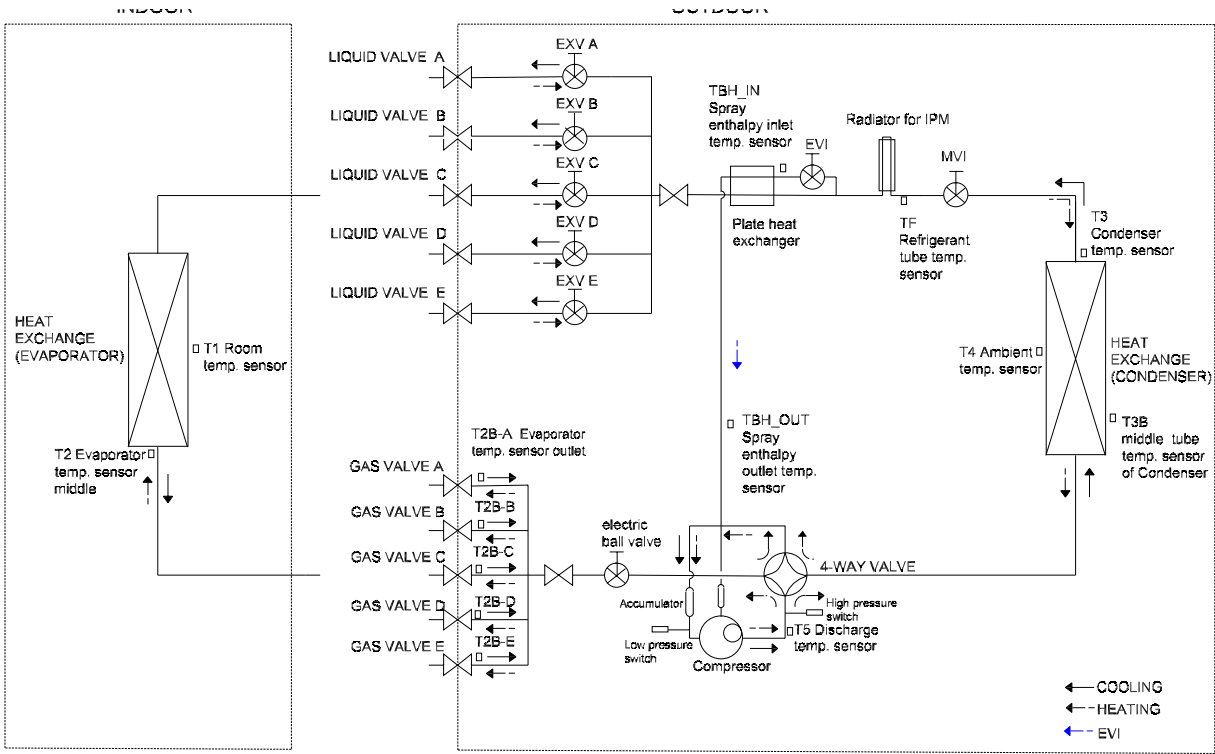 INDOOR
OUTDOOR
LIQUID VALVE A
EXV A
LIQUID VALVE B
EXV B
LIQUID VALVE C
EXV C
LIQUID VALVE D
EXV D
LIQUID VALVE E
EXV E
TBH_IN
Spray
enthalpy inlet
temp. sensor
EVI
Radiator for IPM
MVI
Plate heat
exchanger
TF
Refrigerant
tube temp.
sensor
T3
Condenser
temp. sensor
HEAT
EXCHANGE
(EVAPORATOR)
T1 Room
temp. sensor
T4 Ambient
temp. sensor
HEAT
EXCHANGE
(CONDENSER)
T2 Evaporator
temp. sensor
middle
T2B-A Evaporator
temp. sensor outlet
TBH_OUT
Spray
enthalpy
outlet temp.
sensor
T3B
middle tube
temp. sensor
of Condenser
GAS VALVE A
T2B-B
GAS VALVE B
T2B-C
GAS VALVE C
T2B-D
GAS VALVE D
T2B-E
GAS VALVE E
electric
ball valve
4-WAY VALVE
Accumulator
High pressure
switch
Low pressure
switch
T5 Discharge
temp. sensor
Compressor
COOLING
HEATING
EVI